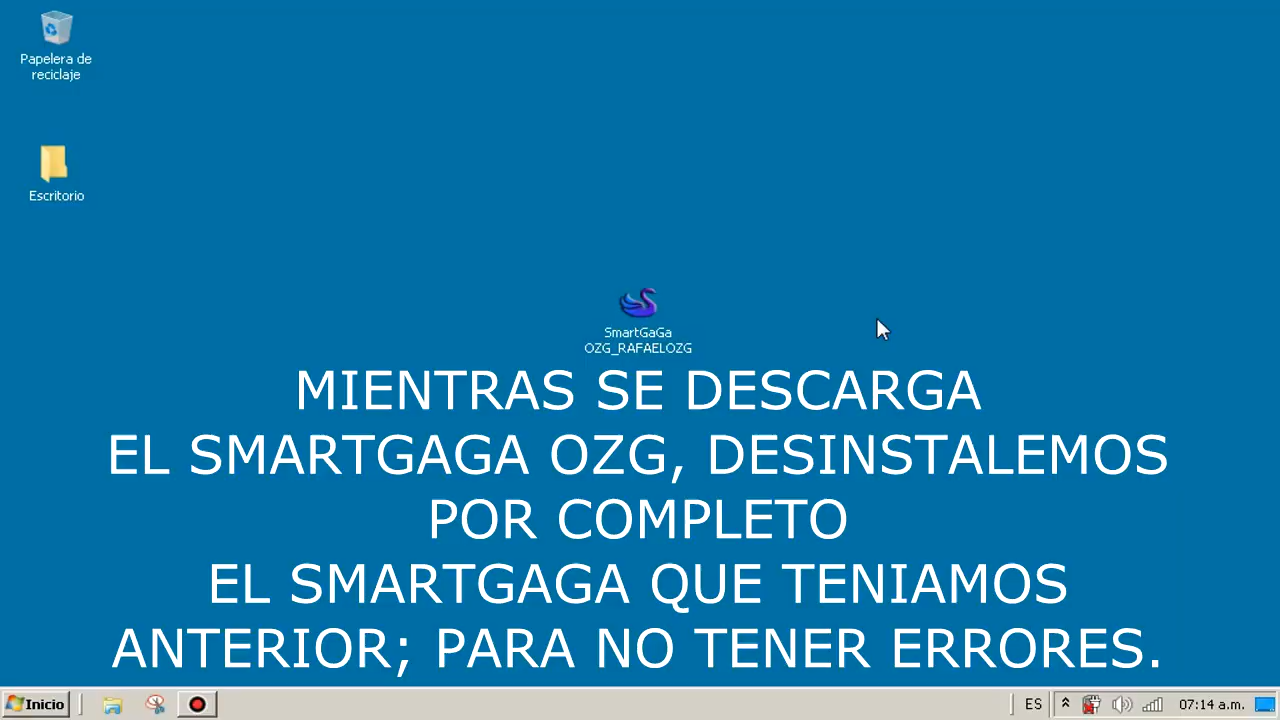 Papelera de
reciclaje
Escritorio
SmartGaGa
OZG_RAFAELOZG
MIENTRAS SE DESCARGA
EL SMARTGAGA OZG, DESINSTALEMOS
POR COMPLETO
EL SMARTGAGA QUE TENIAMOS
ANTERIOR; PARA NO TENER ERRORES.
Inicio
ES
07:14 a.m.